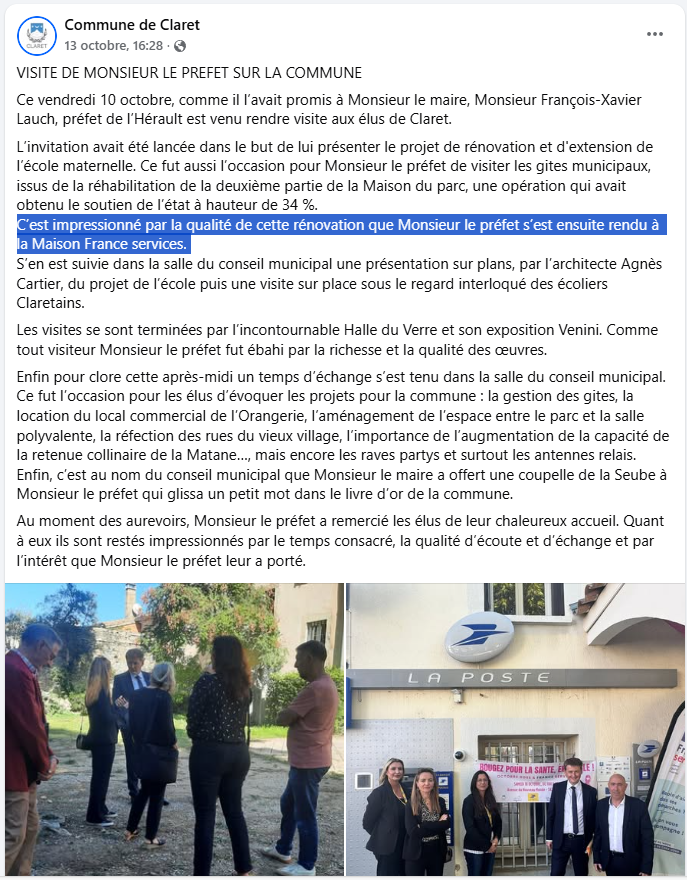 Commune de Claret
13 octobre, 16:28 ·
CLARET
VISITE DE MONSIEUR LE PREFET SUR LA COMMUNE
Ce vendredi 10 octobre, comme il l’avait promis à Monsieur le maire, Monsieur François-Xavier
Lauch, préfet de l’Hérault est venu rendre visite aux élus de Claret.
L’invitation avait été lancée dans le but de lui présenter le projet de rénovation et d'extension de
l’école maternelle. Ce fut aussi l’occasion pour Monsieur le préfet de visiter les gites municipaux,
issus de la réhabilitation de la deuxième partie de la Maison du parc, une opération qui avait
obtenu le soutien de l’état à hauteur de 34 %.
C’est impressionné par la qualité de cette rénovation que Monsieur le préfet s’est ensuite rendu à
la Maison France services.
S’en est suivie dans la salle du conseil municipal une présentation sur plans, par l’architecte Agnès
Cartier, du projet de l’école puis une visite sur place sous le regard interloqué des écoliers
Claretains.
Les visites se sont terminées par l’incontournable Halle du Verre et son exposition Venini. Comme
tout visiteur Monsieur le préfet fut ébahi par la richesse et la qualité des œuvres.
Enfin pour clore cette après-midi un temps d’échange s’est tenu dans la salle du conseil municipal.
Ce fut l’occasion pour les élus d’évoquer les projets pour la commune : la gestion des gites, la
location du local commercial de l’Orangerie, l’aménagement de l’espace entre le parc et la salle
polyvalente, la réfection des rues du vieux village, l’importance de l’augmentation de la capacité de
la retenue collinaire de la Matane…, mais encore les raves partys et surtout les antennes relais.
Enfin, c’est au nom du conseil municipal que Monsieur le maire a offert une coupelle de la Seube à
Monsieur le préfet qui glissa un petit mot dans le livre d’or de la commune.
Au moment des aurevoirs, Monsieur le préfet a remercié les élus de leur chaleureux accueil. Quant
à eux ils sont restés impressionnés par le temps consacré, la qualité d’écoute et d’échange et par
l’intérêt que Monsieur le préfet leur a porté.
LA POSTE
BOUGEZ POUR LA SANTE,